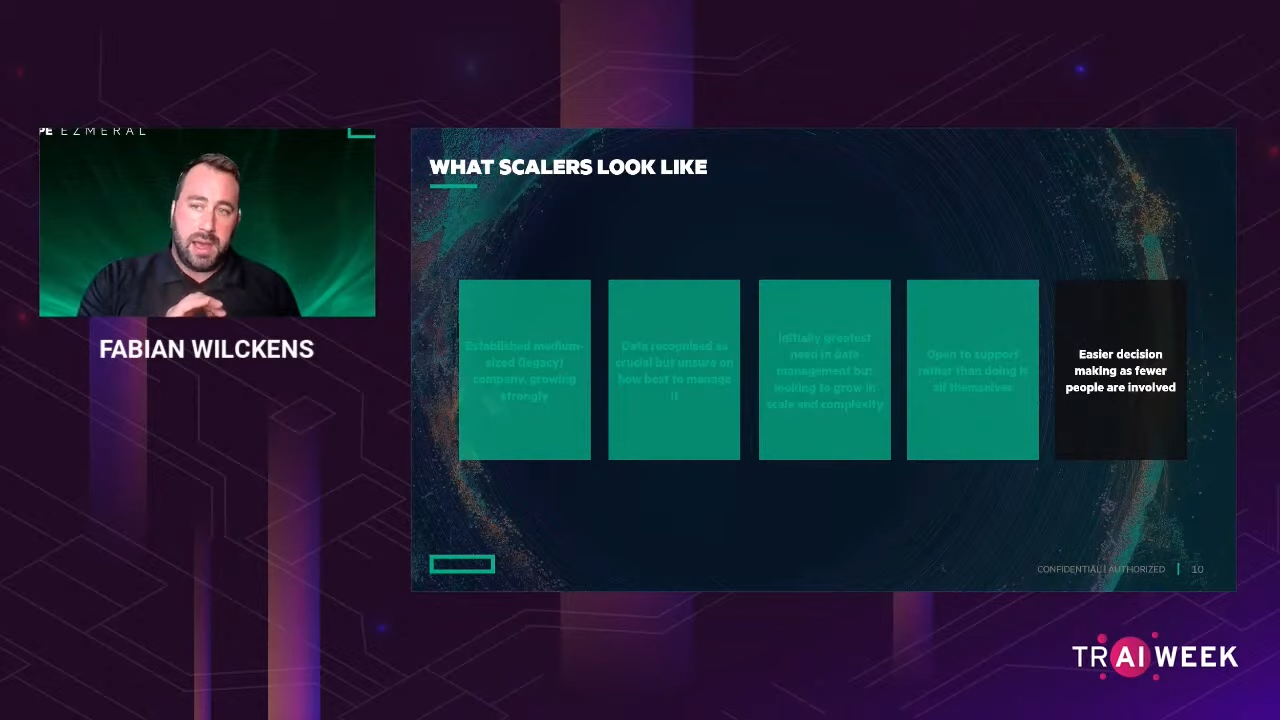 PE EZMERAL
FABIAN WILCKENS
WHAT SCALERS LOOK LIKE
Established medium-
sized (legacy)
company, growing
strongly
Data recognised as
crucial but unsure on
how best to manage
it
Initially greatest
need in data
management but
looking to grow in
scale and complexity
Open to support
rather than doing it
all themselves
Easier decision
making as fewer
people are involved
CONFIDENTIAL | AUTHORIZED
10
TRAI WEEK